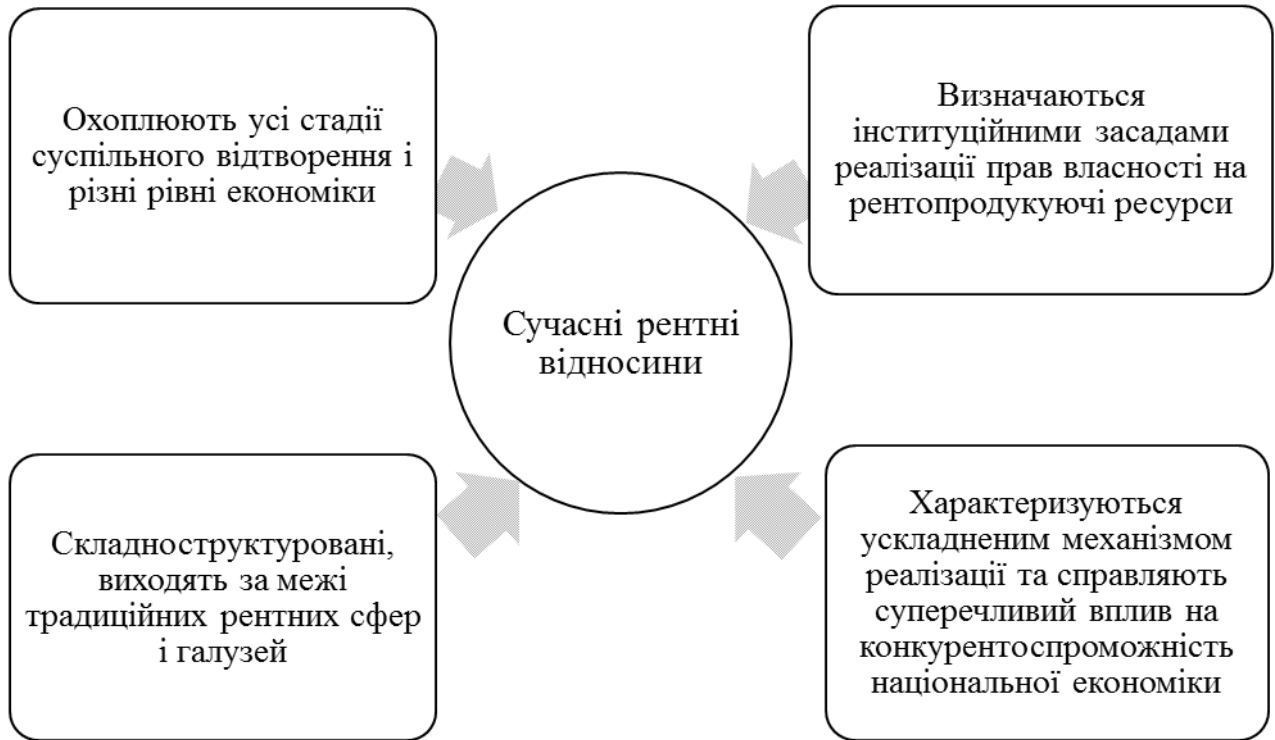 Охоплюють усі стадії
суспільного відтворення і
різні рівні економіки
Визначаються
інституційними засадами
реалізації прав власності на
рентопродукуючі ресурси
Сучасні рентні
відносини
Складноструктуровані,
виходять за межі
традиційних рентних сфер
і галузей
Характеризуються
ускладненим механізмом
реалізації та справляють
суперечливий вплив на
конкурентоспроможність
національної економіки